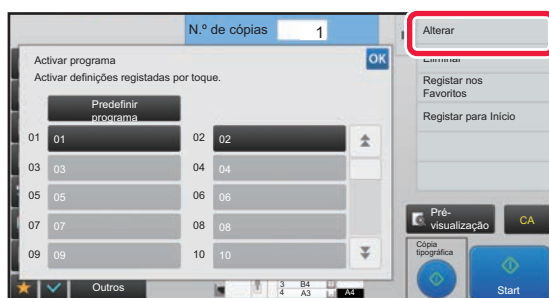 N.º de cópias 1
Activar programa
OK
Activar definições registadas por toque.
Predefinir
programa
01 01
02 02
03 03
04 04
05 05
06 06
07 07
08 08
09 09
10 10
Outros
3 B4
4 A3
A4
Alterar
Eliminar
Registar nos
Favoritos
Registar para Início
Pré-
visualização
CA
Cópia
tipográfica
Start